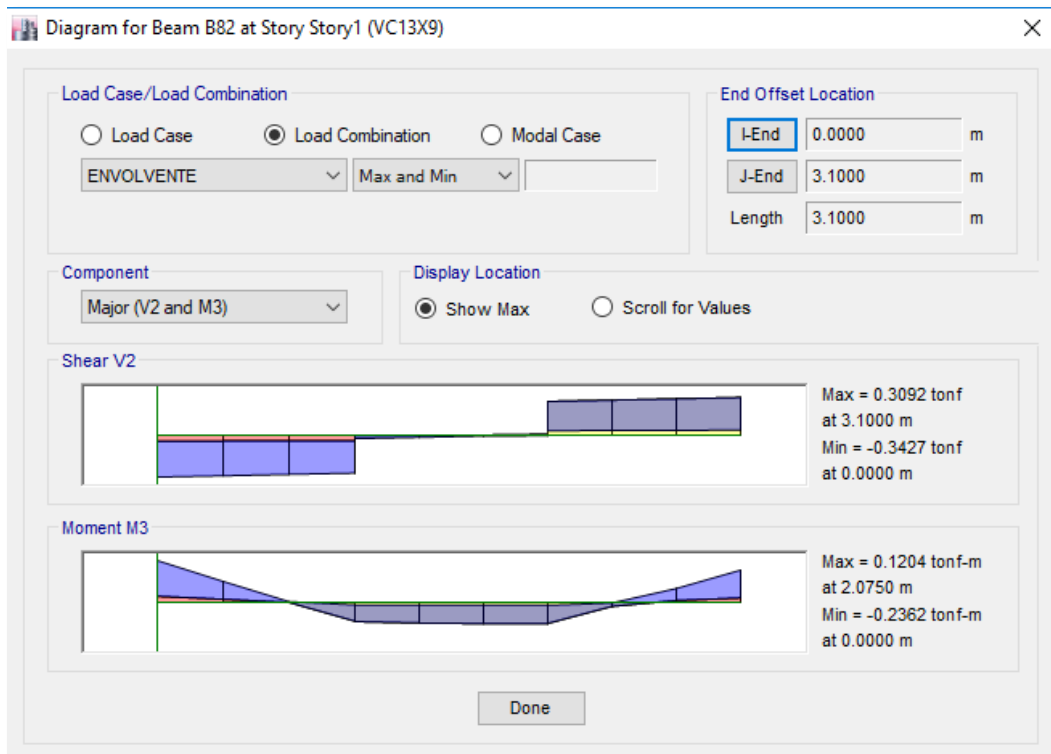 Diagram for Beam B82 at Story Story1 (VC13X9)
Load Case/Load Combination
Load Case Load Combination Modal Case
ENVOLVENTE Max and Min
End Offset Location
I-End 0.0000 m
J-End 3.1000 m
Length 3.1000 m
Component
Major (V2 and M3)
Display Location
Show Max Scroll for Values
Shear V2
Max = 0.3092 tonf
at 3.1000 m
Min = -0.3427 tonf
at 0.0000 m
Moment M3
Max = 0.1204 tonf-m
at 2.0750 m
Min = -0.2362 tonf-m
at 0.0000 m
Done